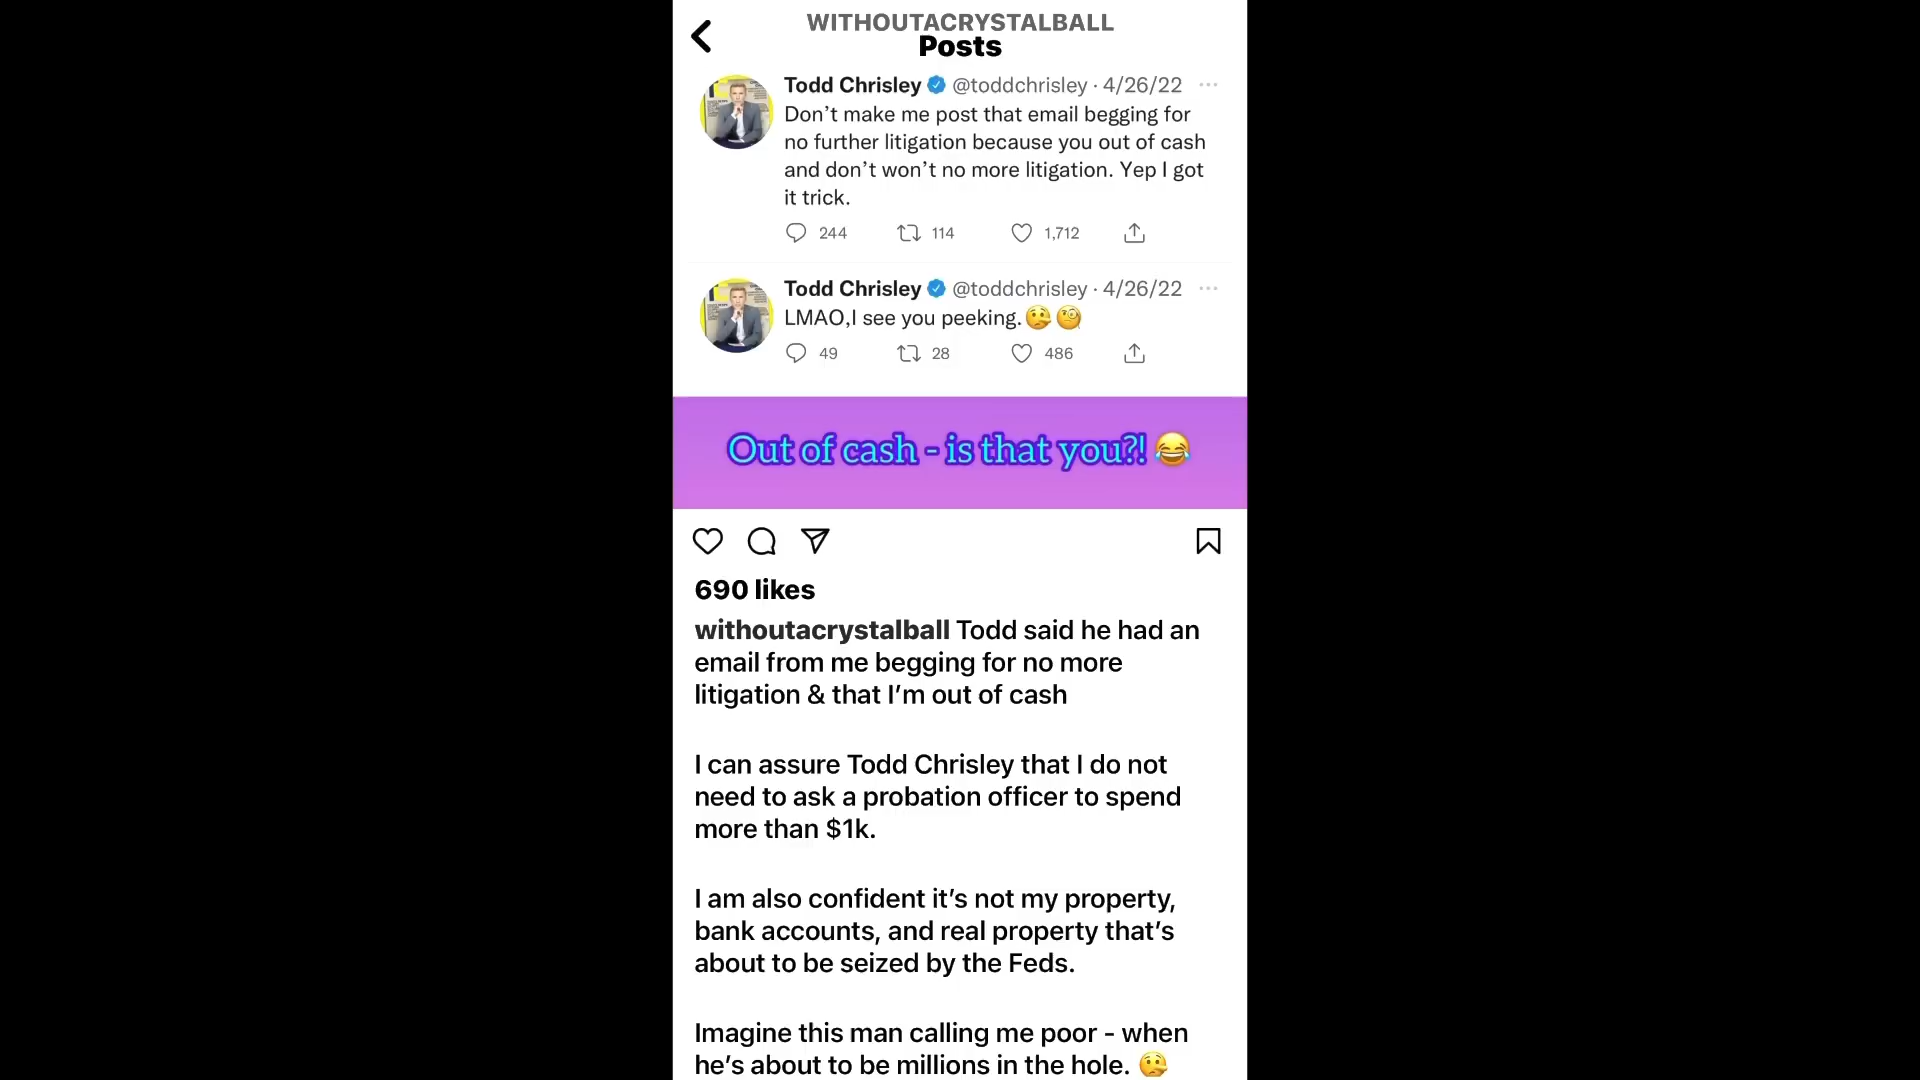 WITHOUTACRYSTALBALL
Posts
Todd Chrisley @toddchrisley · 4/26/22
Don’t make me post that email begging for
no further litigation because you out of cash
and don’t won’t no more litigation. Yep I got
it trick.
244 114 1,712
Todd Chrisley @toddchrisley · 4/26/22
LMAO,I see you peeking.🤥🧐
49 28 486
Out of cash - is that you?! 😂
690 likes
withoutacrystalball Todd said he had an
email from me begging for no more
litigation & that I’m out of cash
I can assure Todd Chrisley that I do not
need to ask a probation officer to spend
more than $1k.
I am also confident it’s not my property,
bank accounts, and real property that’s
about to be seized by the Feds.
Imagine this man calling me poor - when
he’s about to be millions in the hole. 🤥